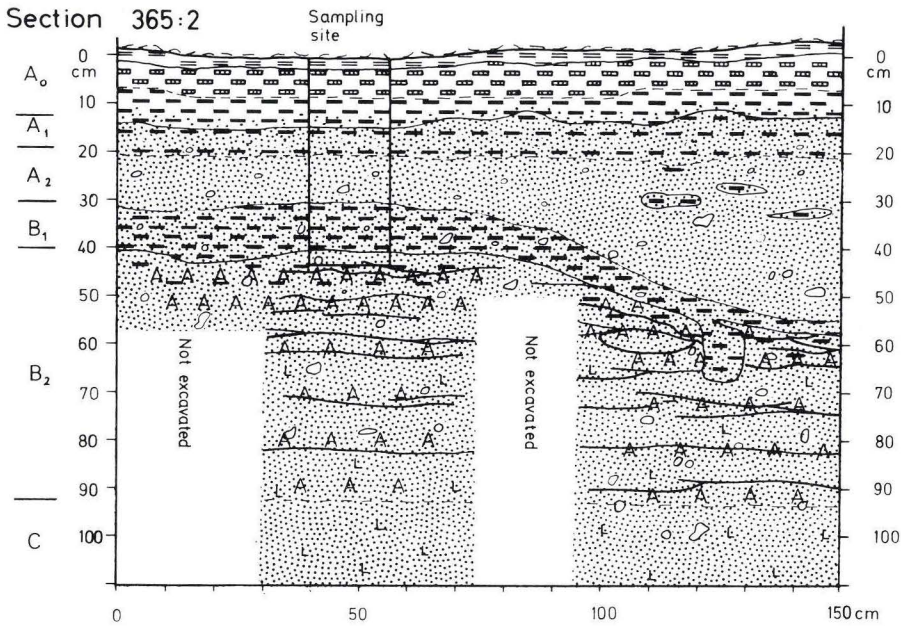 Section 365:2
Sampling
site
0
cm
10
20
30
40
50
60
70
80
90
100
A₀
A₁
A₂
B₁
B₂
C
Not excavated
Not excavated
0
cm
10
20
30
40
50
60
70
80
90
100
0
50
100
150 cm